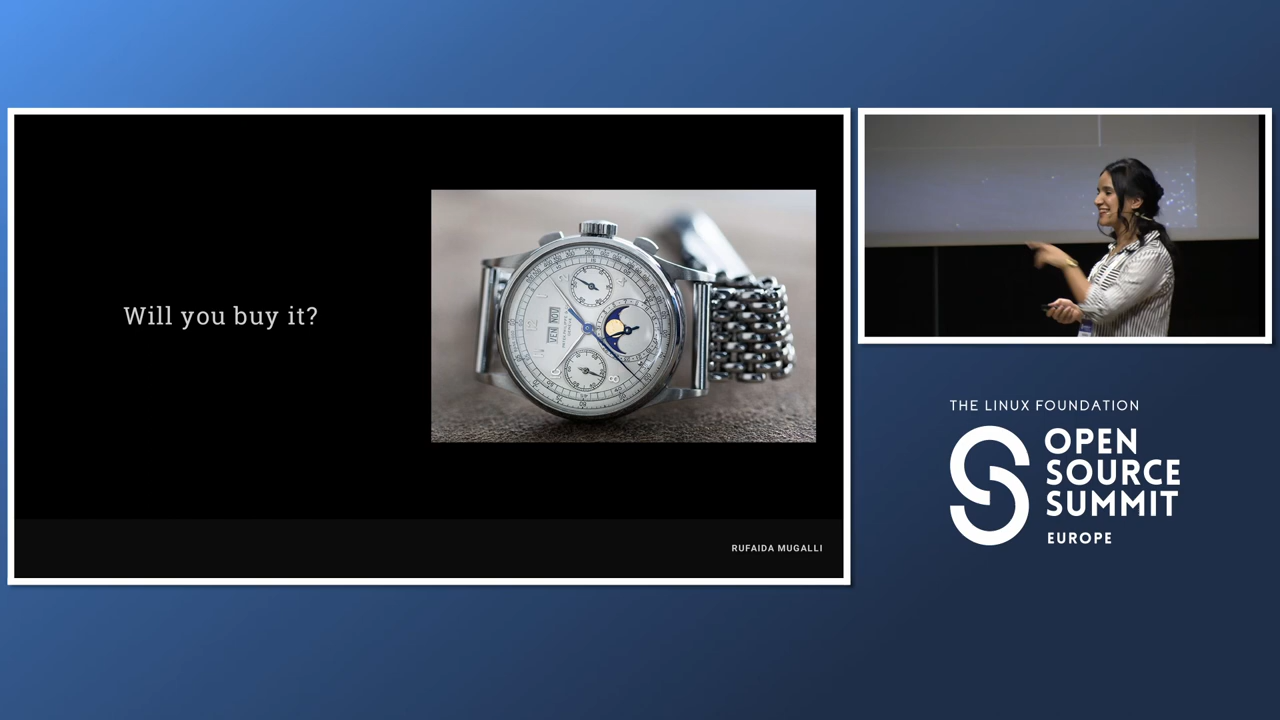 Will you buy it?
RUFAIDA MUGALLI
THE LINUX FOUNDATION
OPEN
SOURCE
SUMMIT
EUROPE